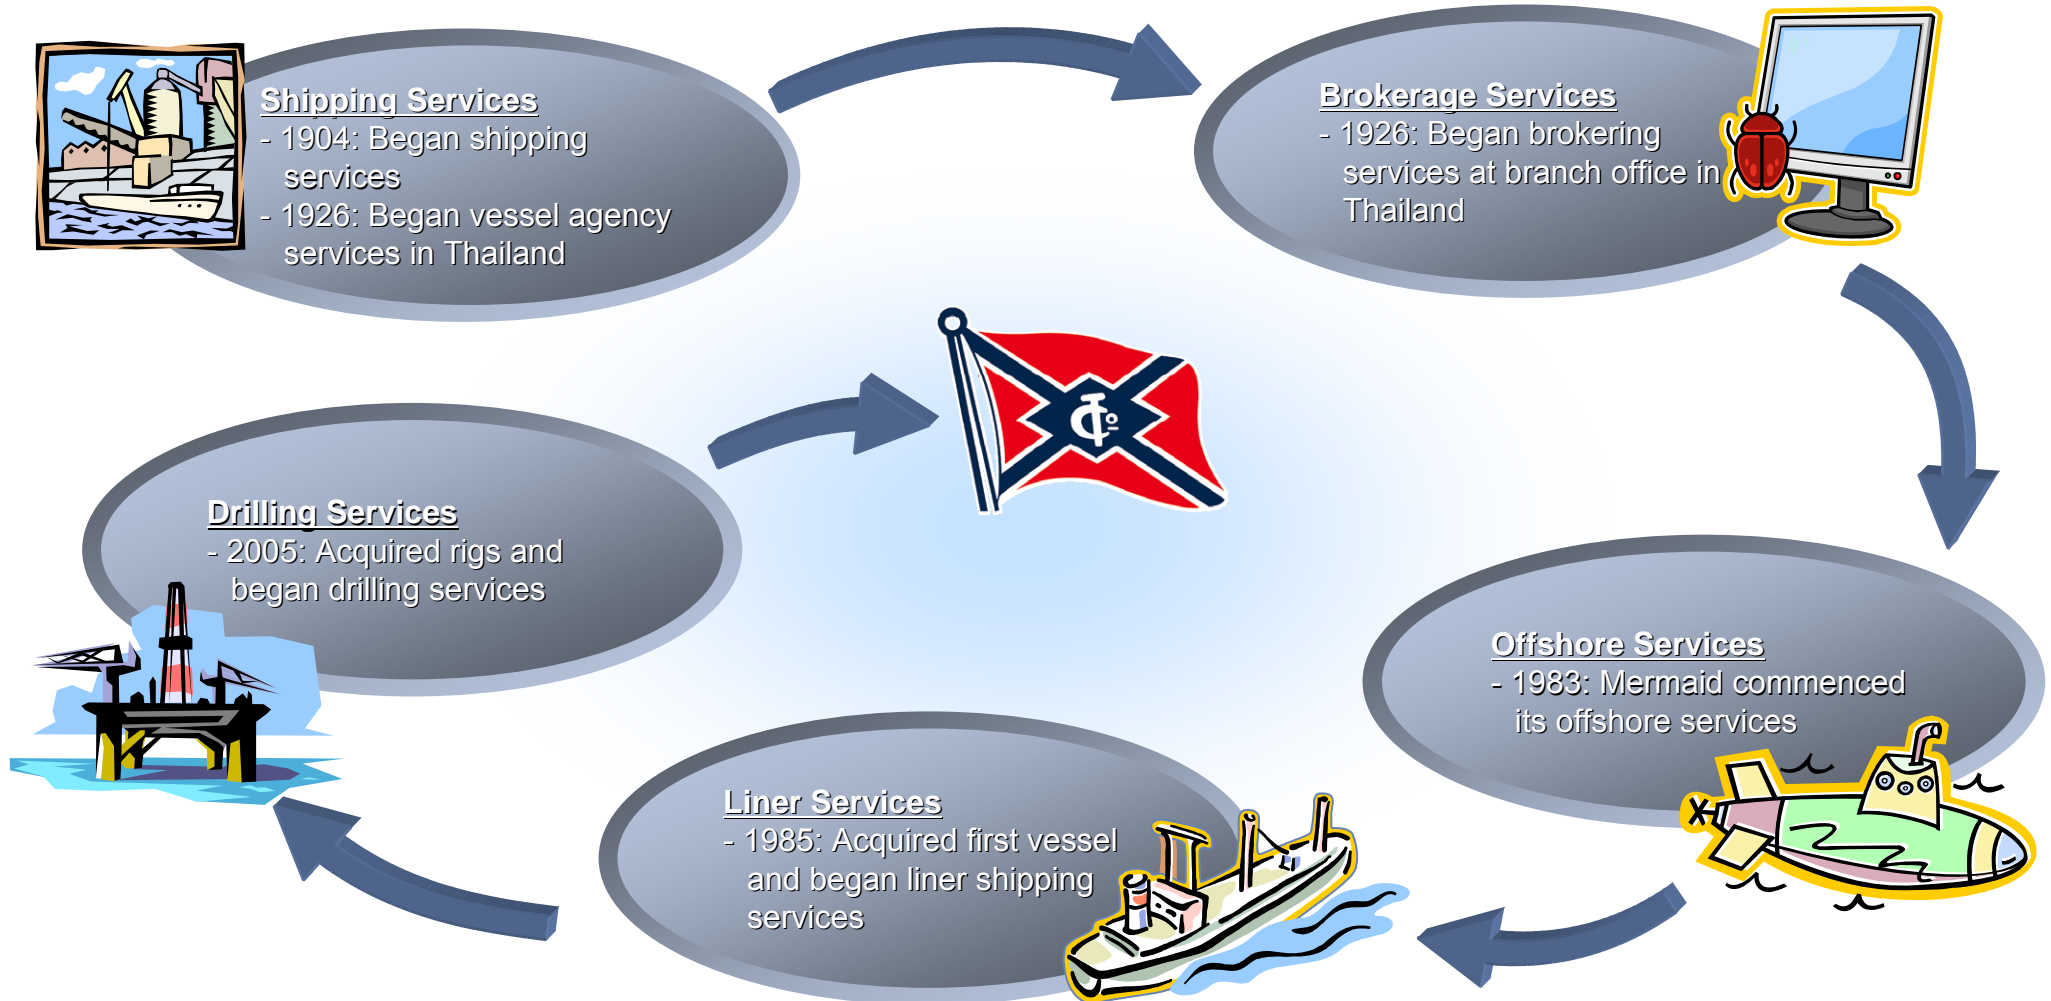 Shipping Services
- 1904: Began shipping
services
- 1926: Began vessel agency
services in Thailand
Brokerage Services
- 1926: Began brokering
services at branch office in
Thailand
Offshore Services
- 1983: Mermaid commenced
its offshore services
Liner Services
- 1985: Acquired first vessel
and began liner shipping
services
Drilling Services
- 2005: Acquired rigs and
began drilling services